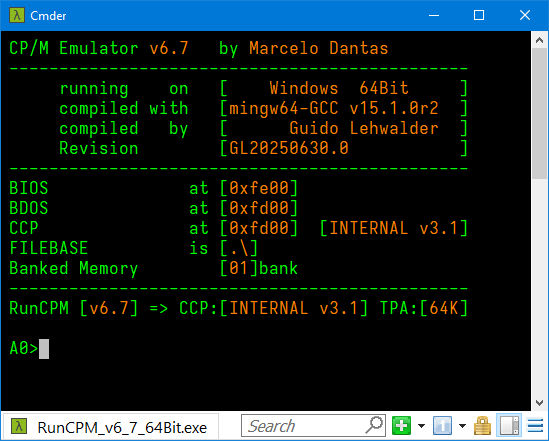 Cmder
CP/M Emulator v6.7   by Marcelo Dantas
----------------------------------------------
     running    on   [    Windows  64Bit     ]
     compiled with   [mingw64-GCC v15.1.0r2  ]
     compiled   by   [      Guido Lehwalder  ]
     Revision        [GL20250630.0           ]
----------------------------------------------
BIOS              at [0xfe00]
BDOS              at [0xfd00]
CCP               at [0xfd00]  [INTERNAL v3.1]
FILEBASE          is [.\]
Banked Memory        [01]bank
----------------------------------------------
RunCPM [v6.7] => CCP:[INTERNAL v3.1] TPA:[64K]
A0>
RunCPM_v6_7_64Bit.exe
Search